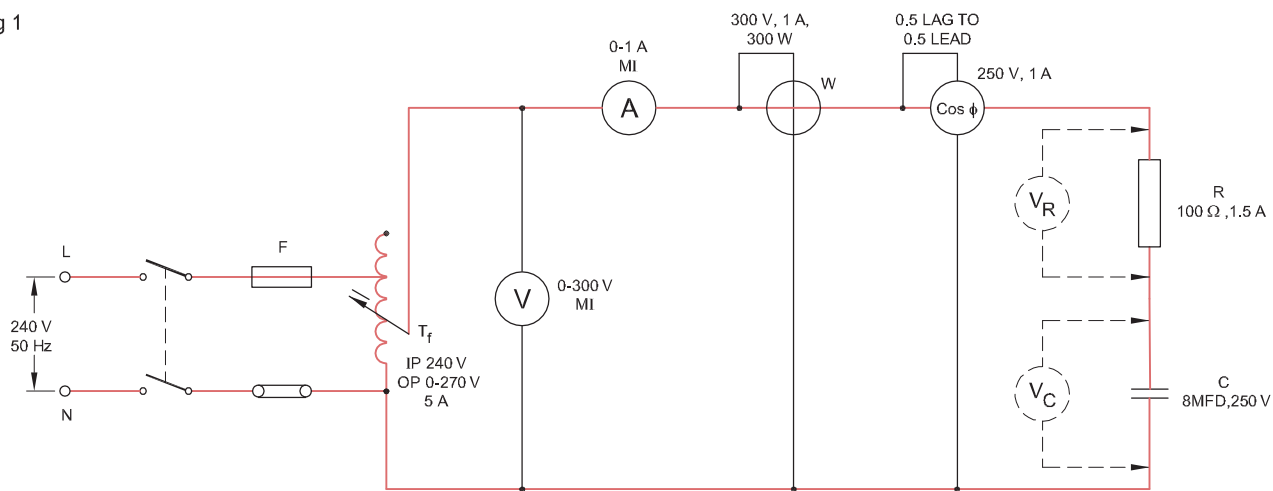 g 1
300 V, 1 A,
300 W
0.5 LAG TO
0.5 LEAD
0-1 A
MI
A
W
250 V, 1 A
Cos ϕ
V_R
R
100 Ω ,1.5 A
L
F
240 V
50 Hz
T_f
V
0-300 V
MI
IP 240 V
OP 0-270 V
5 A
N
V_C
C
8MFD,250 V